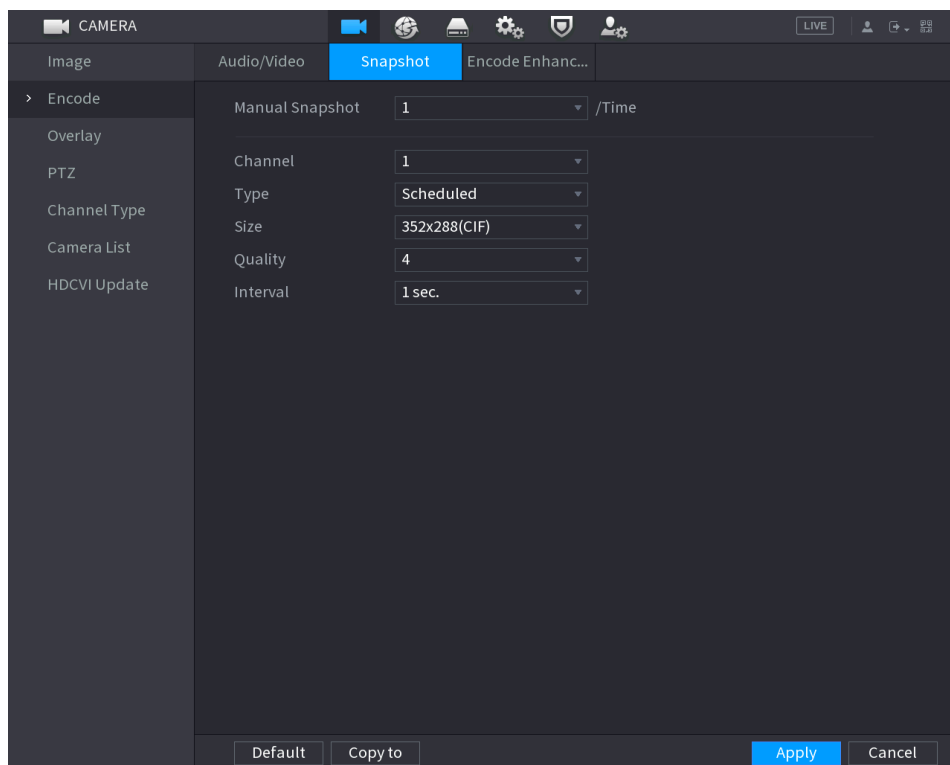 CAMERA
LIVE
Image
Audio/Video Snapshot Encode Enhanc...
Encode
Manual Snapshot 1 /Time
Overlay
Channel 1
PTZ
Type Scheduled
Channel Type
Size 352x288(CIF)
Camera List
Quality 4
HDCVI Update
Interval 1 sec.
Default Copy to Apply Cancel